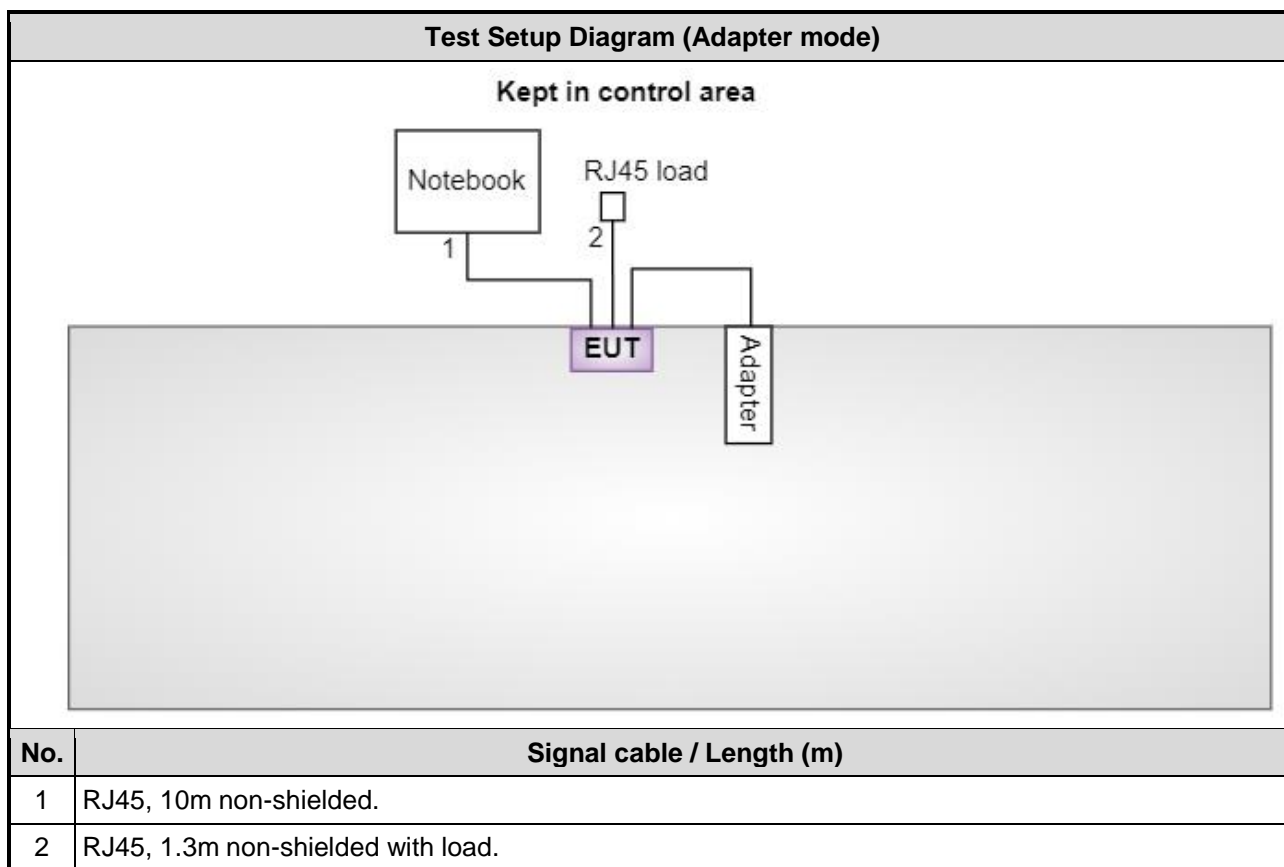 Test Setup Diagram (Adapter mode)
Kept in control area
Notebook
RJ45 load
1
2
EUT
Adapter
No. Signal cable / Length (m)
1 RJ45, 10m non-shielded.
2 RJ45, 1.3m non-shielded with load.